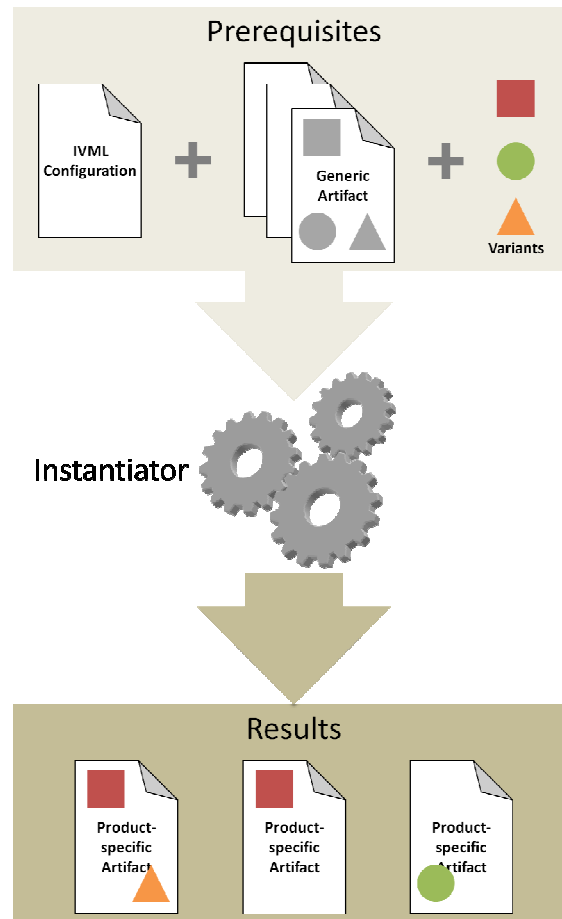 Prerequisites
IVML
Configuration
Generic
Artifact
Variants
Instantiator
Results
Product-
specific
Artifact
Product-
specific
Artifact
Product-
specific
Artifact